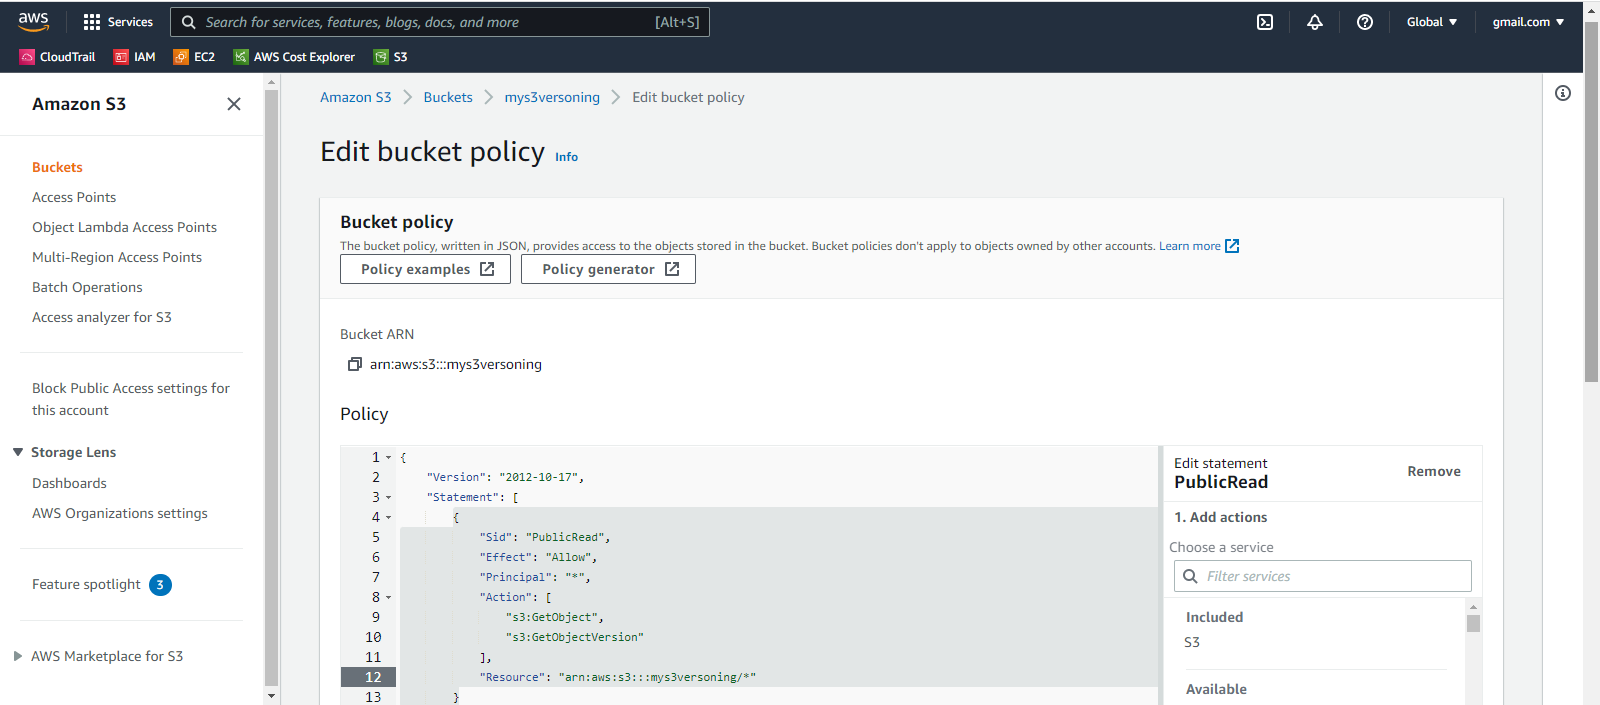 aws
Services
Search for services, features, blogs, docs, and more
[Alt+S]
Global
gmail.com
CloudTrail
IAM
EC2
AWS Cost Explorer
S3
Amazon S3
Buckets
Access Points
Object Lambda Access Points
Multi-Region Access Points
Batch Operations
Access analyzer for S3
Block Public Access settings for
this account
Storage Lens
Dashboards
AWS Organizations settings
Feature spotlight 3
AWS Marketplace for S3
Amazon S3 > Buckets > mys3versoning > Edit bucket policy
Edit bucket policy Info
Bucket policy
The bucket policy, written in JSON, provides access to the objects stored in the bucket. Bucket policies don't apply to objects owned by other accounts. Learn more
Policy examples
Policy generator
Bucket ARN
arn:aws:s3:::mys3versoning
Policy
1 {
2 "Version": "2012-10-17",
3 "Statement": [
4 {
5 "Sid": "PublicRead",
6 "Effect": "Allow",
7 "Principal": "*",
8 "Action": [
9 "s3:GetObject",
10 "s3:GetObjectVersion"
11 ],
12 "Resource": "arn:aws:s3:::mys3versoning/*"
13 }
Edit statement
PublicRead
Remove
1. Add actions
Choose a service
Filter services
Included
S3
Available